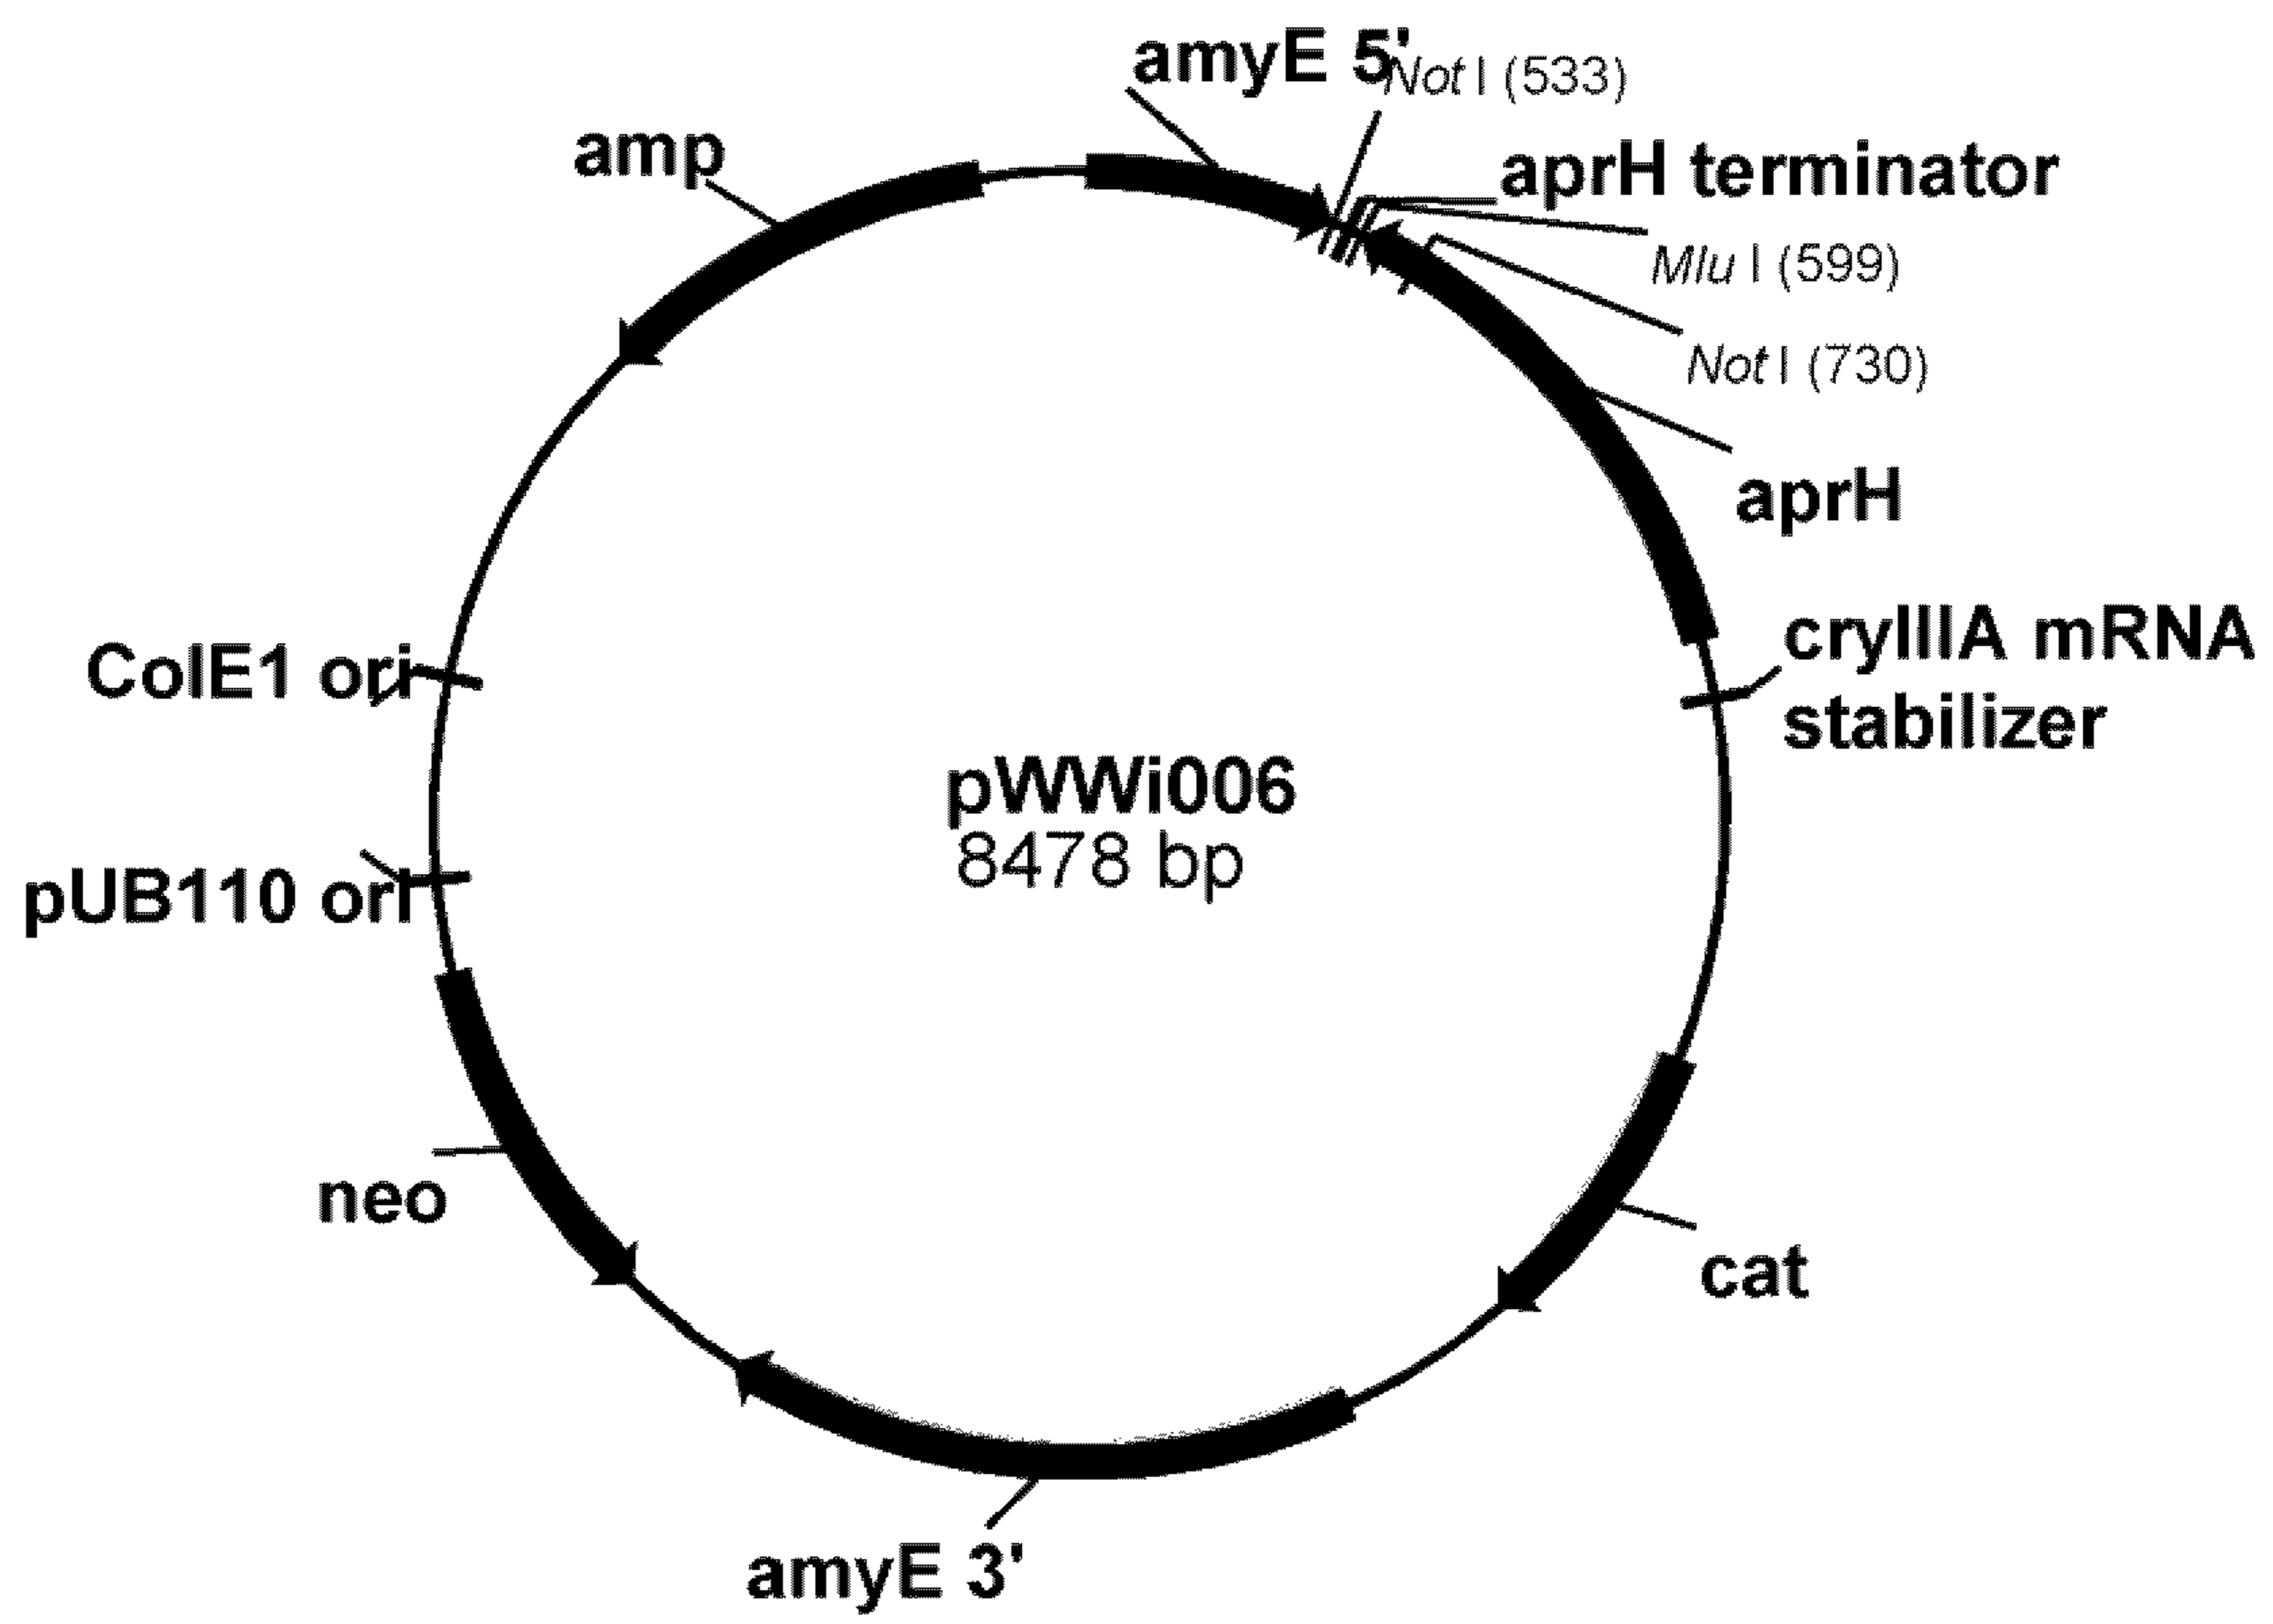 amyE 5'
Not I (533)
amp
aprH terminator
Mlu I (599)
Not I (730)
aprH
cryIIIA mRNA
stabilizer
ColE1 ori
pWWi006
8478 bp
pUB110 ori
neo
cat
amyE 3'